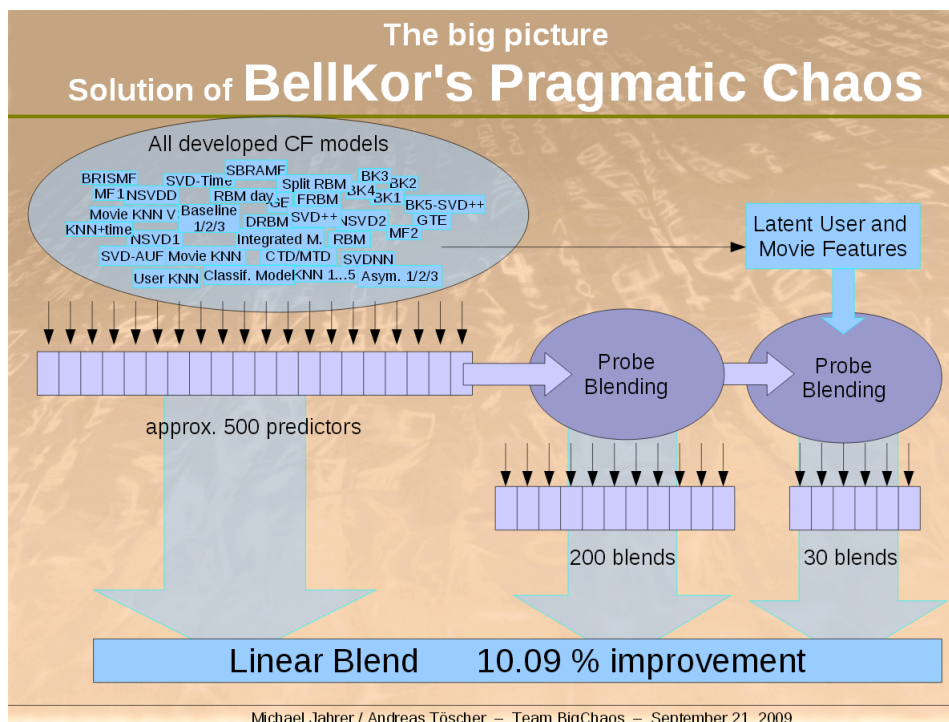 The big picture
Solution of BellKor's Pragmatic Chaos
All developed CF models
SBRAMF
BRISMF
SVD-Time
Split RBM
BK3
BK2
MF1
NSVDD
RBM day
GE
FRBM
BK4
BK1
BK5-SVD++
Movie KNN V
Baseline
1/2/3
DRBM
SVD++
NSVD2
GTE
KNN+time
NSVD1
Integrated M.
RBM
MF2
SVD-AUF
Movie KNN
CTD/MTD
SVDNN
User KNN
Classif. Model
KNN 1...5
Asym. 1/2/3
Latent User and
Movie Features
Probe
Blending
Probe
Blending
approx. 500 predictors
200 blends
30 blends
Linear Blend 10.09 % improvement
Michael Jahrer / Andreas Töscher – Team BigChaos – September 21, 2009